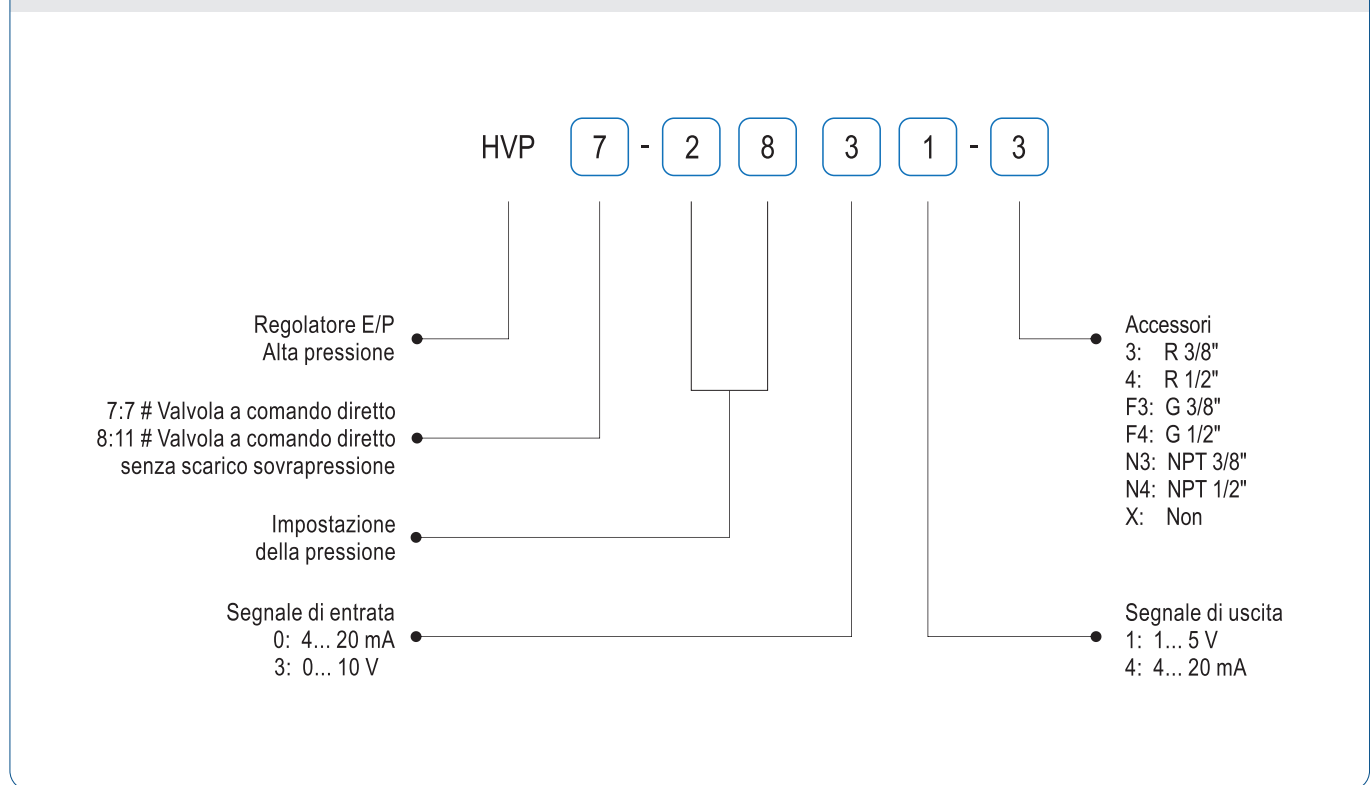 HVP 7 - 2 8 3 1 - 3
Regolatore E/P
Alta pressione
7:7 # Valvola a comando diretto
8:11 # Valvola a comando diretto
senza scarico sovrapressione
Impostazione
della pressione
Segnale di entrata
0: 4... 20 mA
3: 0... 10 V
Accessori
3: R 3/8"
4: R 1/2"
F3: G 3/8"
F4: G 1/2"
N3: NPT 3/8"
N4: NPT 1/2"
X: Non
Segnale di uscita
1: 1... 5 V
4: 4... 20 mA